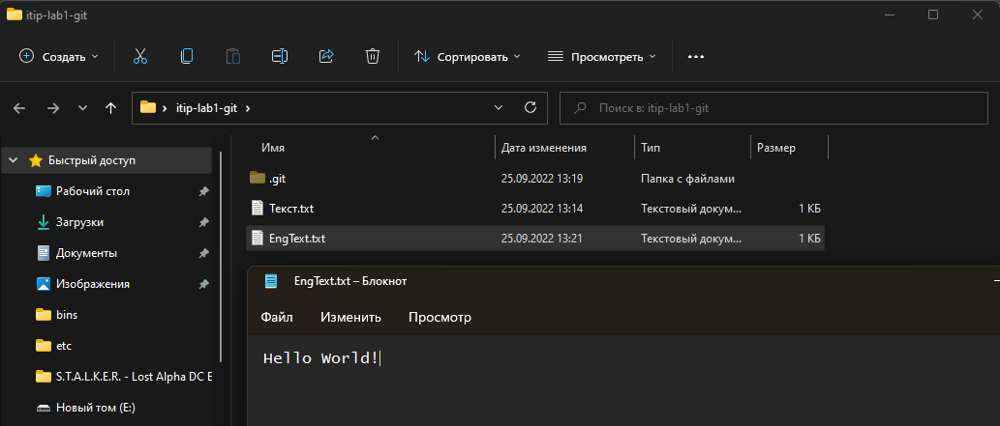 itip-lab1-git
Создать Сортировать Просмотреть
itip-lab1-git Поиск в: itip-lab1-git
Имя Дата изменения Тип Размер
Быстрый доступ
Рабочий стол
Загрузки
Документы
Изображения
bins
etc
S.T.A.L.K.E.R. - Lost Alpha DC E
Новый том (E:)
.git 25.09.2022 13:19 Папка с файлами
Текст.txt 25.09.2022 13:14 Текстовый докум... 1 КБ
EngText.txt 25.09.2022 13:21 Текстовый докум... 1 КБ
EngText.txt – Блокнот
Файл Изменить Просмотр
Hello World!